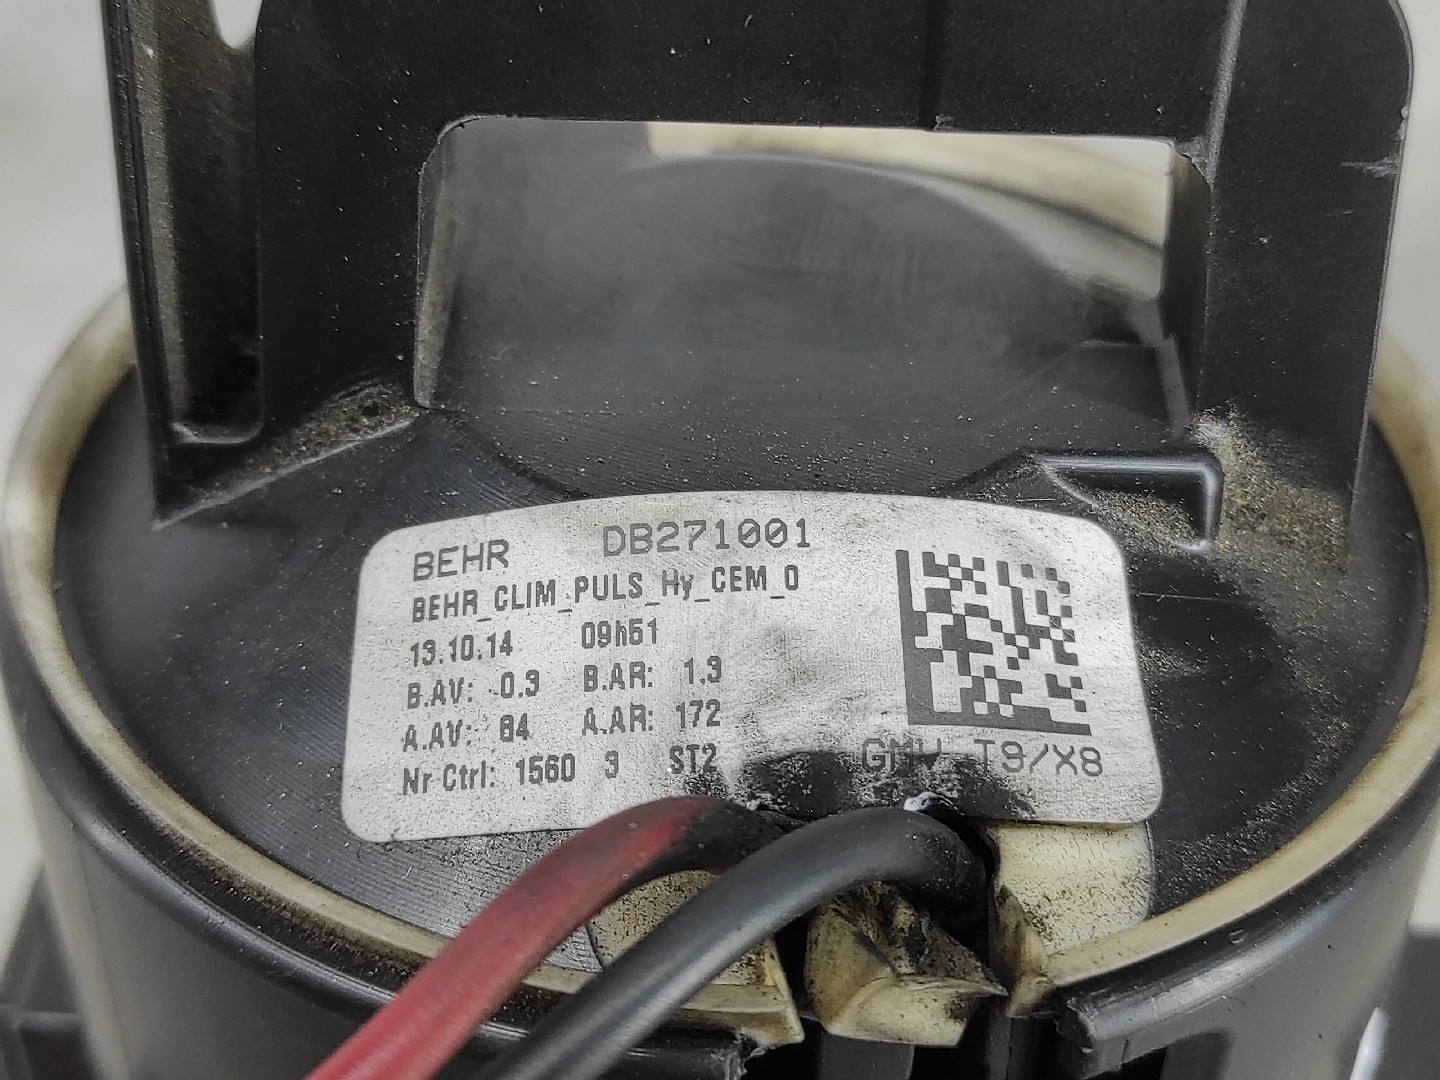 BEHR DB271001
BEHR_CLIM_PULS_Hy_CEM_0
13.10.14 09h51
B.AV: 0.3 B.AR: 1.3
A.AV: 84 A.AR: 172
Nr Ctrl: 1560 3 ST2
GMV T9/X8